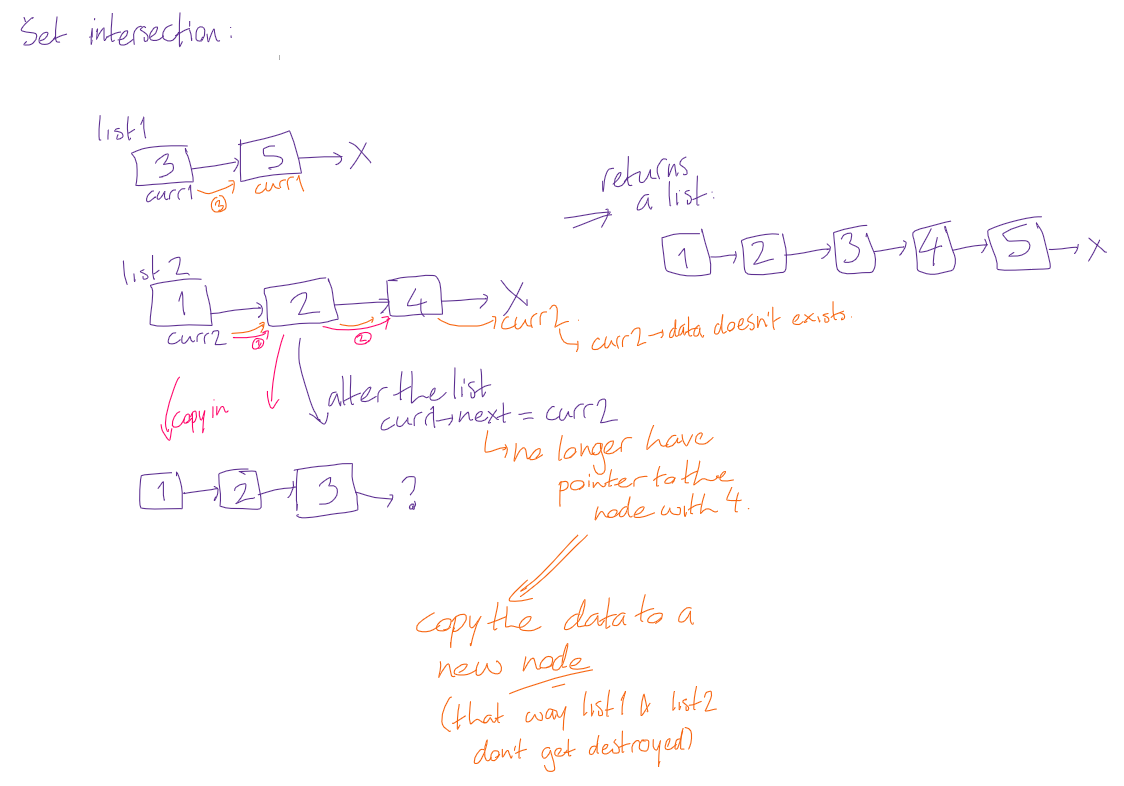 Set intersection:
list1
3 5 X
curr1 curr1
③
returns
a list:
1 2 3 4 5 X
list 2
1 2 4 X
curr2 curr2
① ②
curr2→data doesn't exists.
copy in
alter the list
curr1→next = curr2
no longer have
pointer to the
node with 4.
1 2 3 ?
copy the data to a
new node
(that way list1 & list2
don't get destroyed)